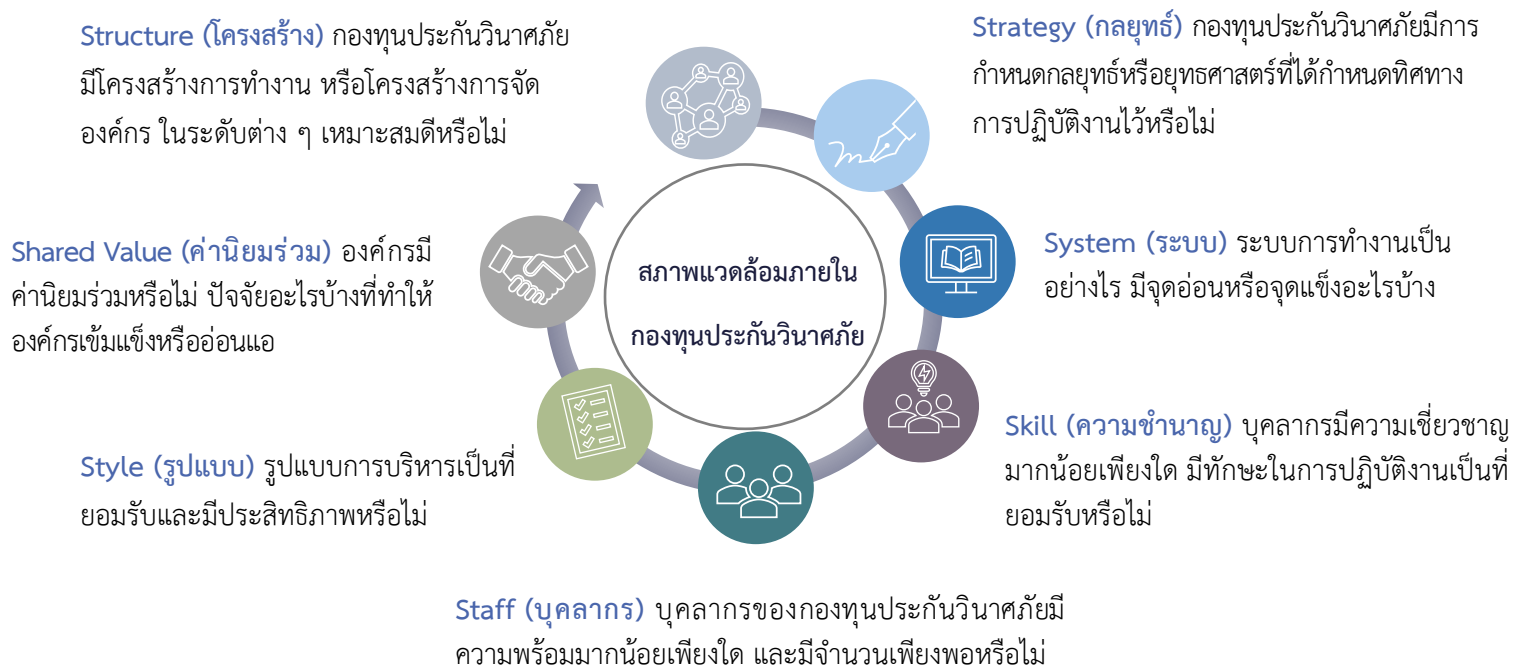 Structure (โครงสร้าง) กองทุนประกันวินาศภัย
มีโครงสร้างการทำงาน หรือโครงสร้างการจัด
องค์กร ในระดับต่าง ๆ เหมาะสมดีหรือไม่
Strategy (กลยุทธ์) กองทุนประกันวินาศภัยมีการ
กำหนดกลยุทธ์หรือยุทธศาสตร์ที่ได้กำหนดทิศทาง
การปฏิบัติงานไว้หรือไม่
Shared Value (ค่านิยมร่วม) องค์กรมี
ค่านิยมร่วมหรือไม่ ปัจจัยอะไรบ้างที่ทำให้
องค์กรเข้มแข็งหรืออ่อนแอ
สภาพแวดล้อมภายใน
กองทุนประกันวินาศภัย
System (ระบบ) ระบบการทำงานเป็น
อย่างไร มีจุดอ่อนหรือจุดแข็งอะไรบ้าง
Style (รูปแบบ) รูปแบบการบริหารเป็นที่
ยอมรับและมีประสิทธิภาพหรือไม่
Skill (ความชำนาญ) บุคลากรมีความเชี่ยวชาญ
มากน้อยเพียงใด มีทักษะในการปฏิบัติงานเป็นที่
ยอมรับหรือไม่
Staff (บุคลากร) บุคลากรของกองทุนประกันวินาศภัยมี
ความพร้อมมากน้อยเพียงใด และมีจำนวนเพียงพอหรือไม่